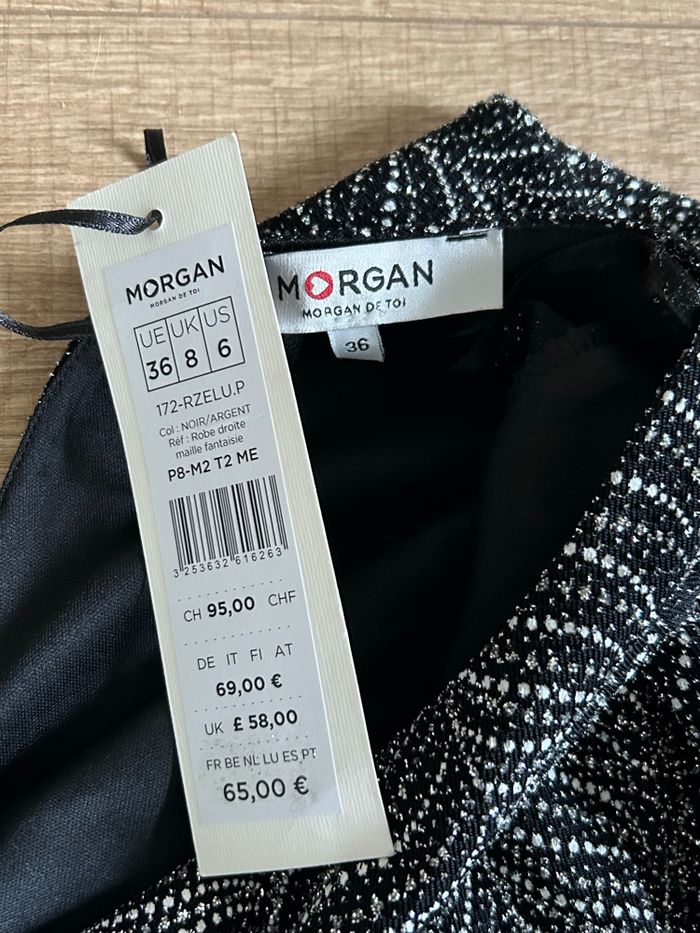 MORGAN
MORGAN DE TOI
UE UK US
36 8 6
172-RZELU.P
Col : NOIR/ARGENT
Réf : Robe droite
maille fantaisie
P8-M2 T2 ME
3 253632 616263
CH 95,00 CHF
DE IT FI AT
69,00 €
UK £ 58,00
FR BE NL LU ES PT
65,00 €
MORGAN
MORGAN DE TOI
36